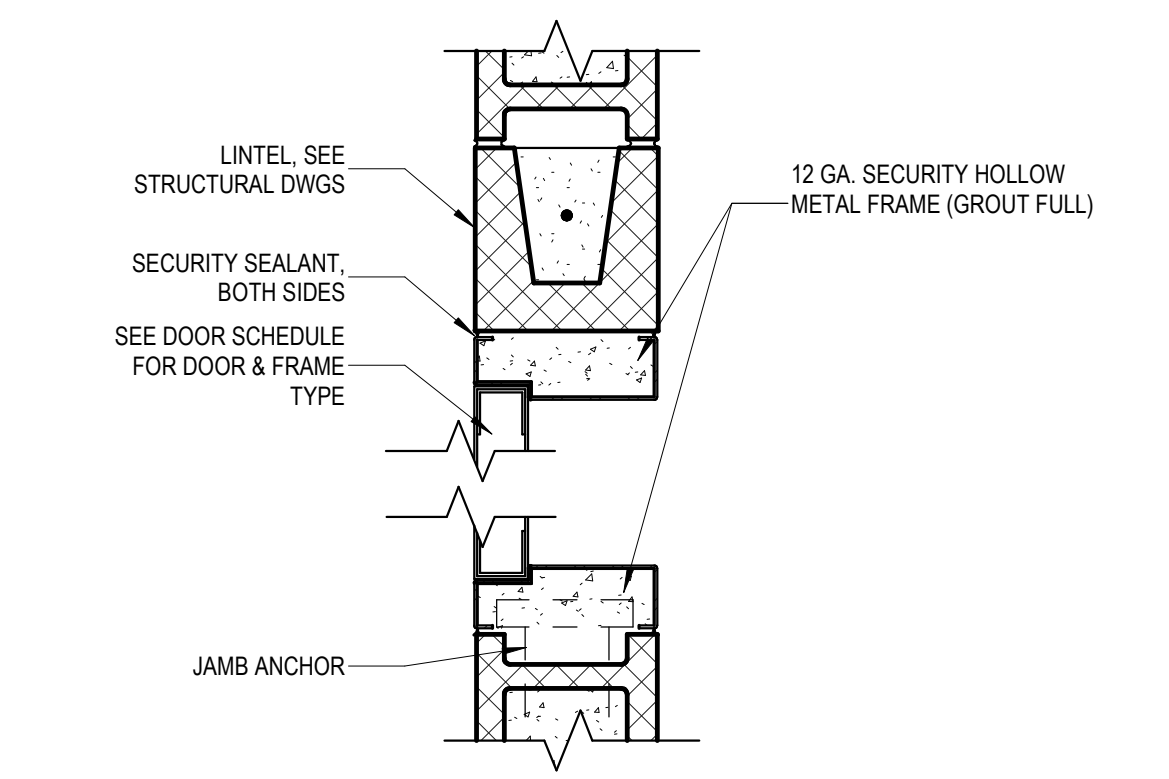 LINTEL, SEE
STRUCTURAL DWGS
12 GA. SECURITY HOLLOW
METAL FRAME (GROUT FULL)
SECURITY SEALANT,
BOTH SIDES
SEE DOOR SCHEDULE
FOR DOOR & FRAME
TYPE
JAMB ANCHOR